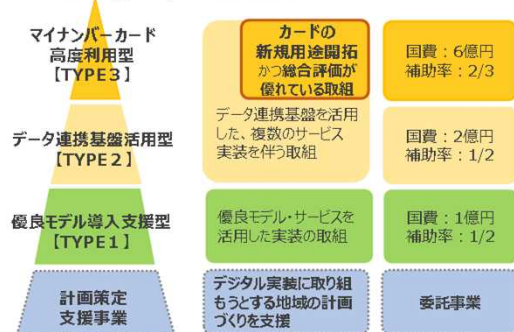 マイナンバーカード
高度利用型
【TYPE3】
カードの
新規用途開拓
かつ総合評価が
優れている取組
国費：6億円
補助率：2/3
データ連携基盤活用型
【TYPE2】
データ連携基盤を活用
した、複数のサービス
実装を伴う取組
国費：2億円
補助率：1/2
優良モデル導入支援型
【TYPE1】
優良モデル・サービスを
活用した実装の取組
国費：1億円
補助率：1/2
計画策定
支援事業
デジタル実装に取り組
もうとする地域の計画
づくりを支援
委託事業